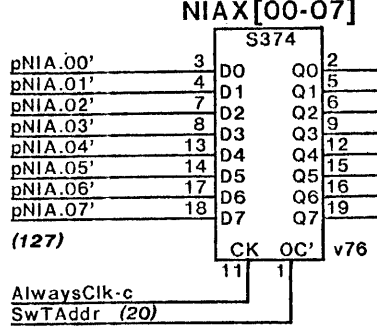 NIAX[00-07]
S374
pNIA.00' 3 D0 Q0 2
pNIA.01' 4 D1 Q1 5
pNIA.02' 7 D2 Q2 6
pNIA.03' 8 D3 Q3 9
pNIA.04' 13 D4 Q4 12
pNIA.05' 14 D5 Q5 15
pNIA.06' 17 D6 Q6 16
pNIA.07' 18 D7 Q7 19
(127)
CK OC' v76
11 1
AlwaysClk-c
SwTAddr (20)